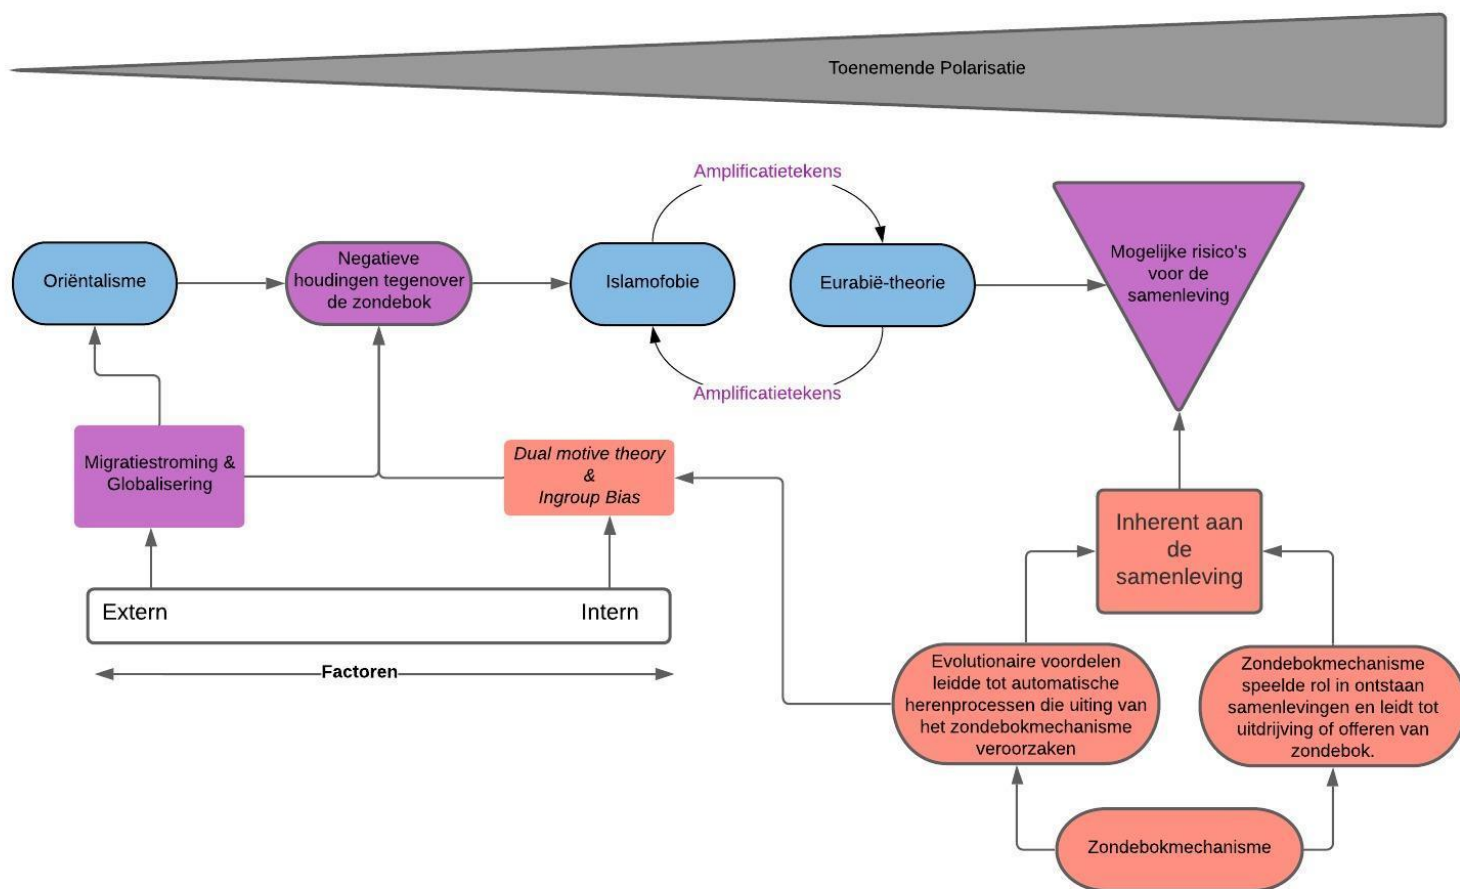 Toenemende Polarisatie
Amplificatietekens
Oriëntalisme
Negatieve
houdingen tegenover
de zondebok
Islamofobie
Eurabië-theorie
Mogelijke risico's
voor de
samenleving
Amplificatietekens
Migratiestroming &
Globalisering
Dual motive theory
&
Ingroup Bias
Inherent aan
de
samenleving
Extern
Intern
Factoren
Evolutionaire voordelen
leidde tot automatische
herenprocessen die uiting van
het zondebokmechanisme
veroorzaken
Zondebokmechanisme
speelde rol in ontstaan
samenlevingen en leidt tot
uitdrijving of offeren van
zondebok.
Zondebokmechanisme